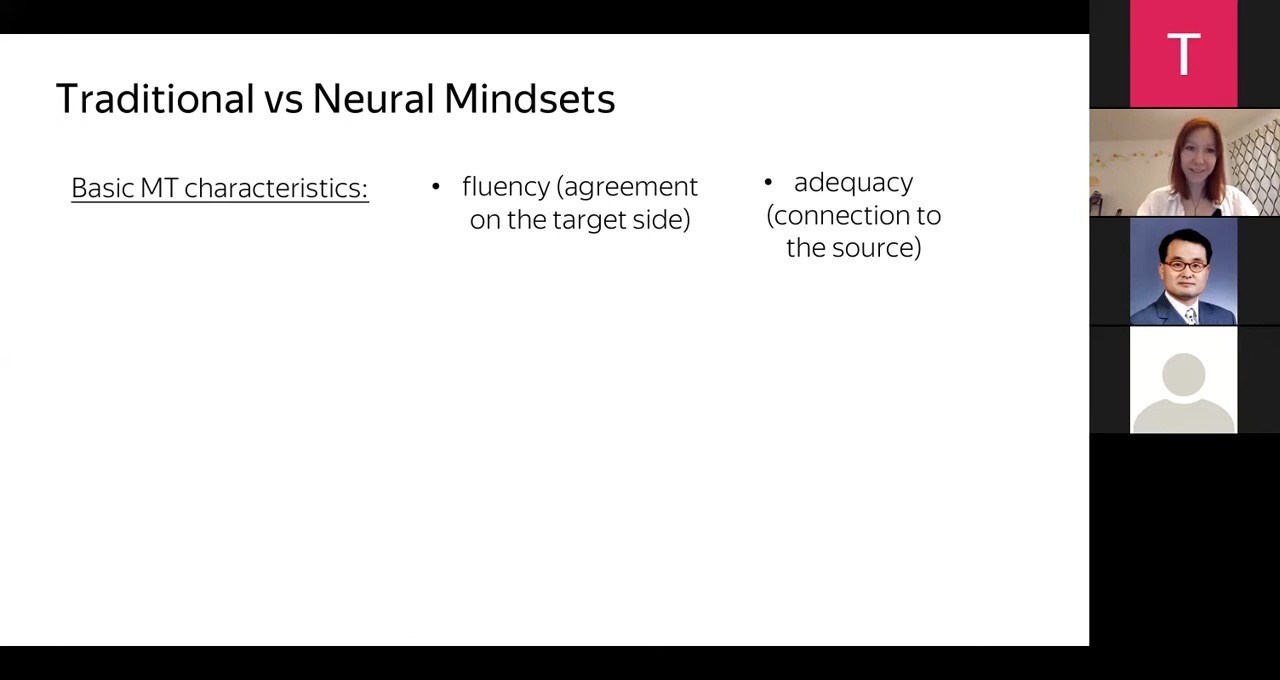 Traditional vs Neural Mindsets
Basic MT characteristics:
• fluency (agreement
on the target side)
• adequacy
(connection to
the source)
T